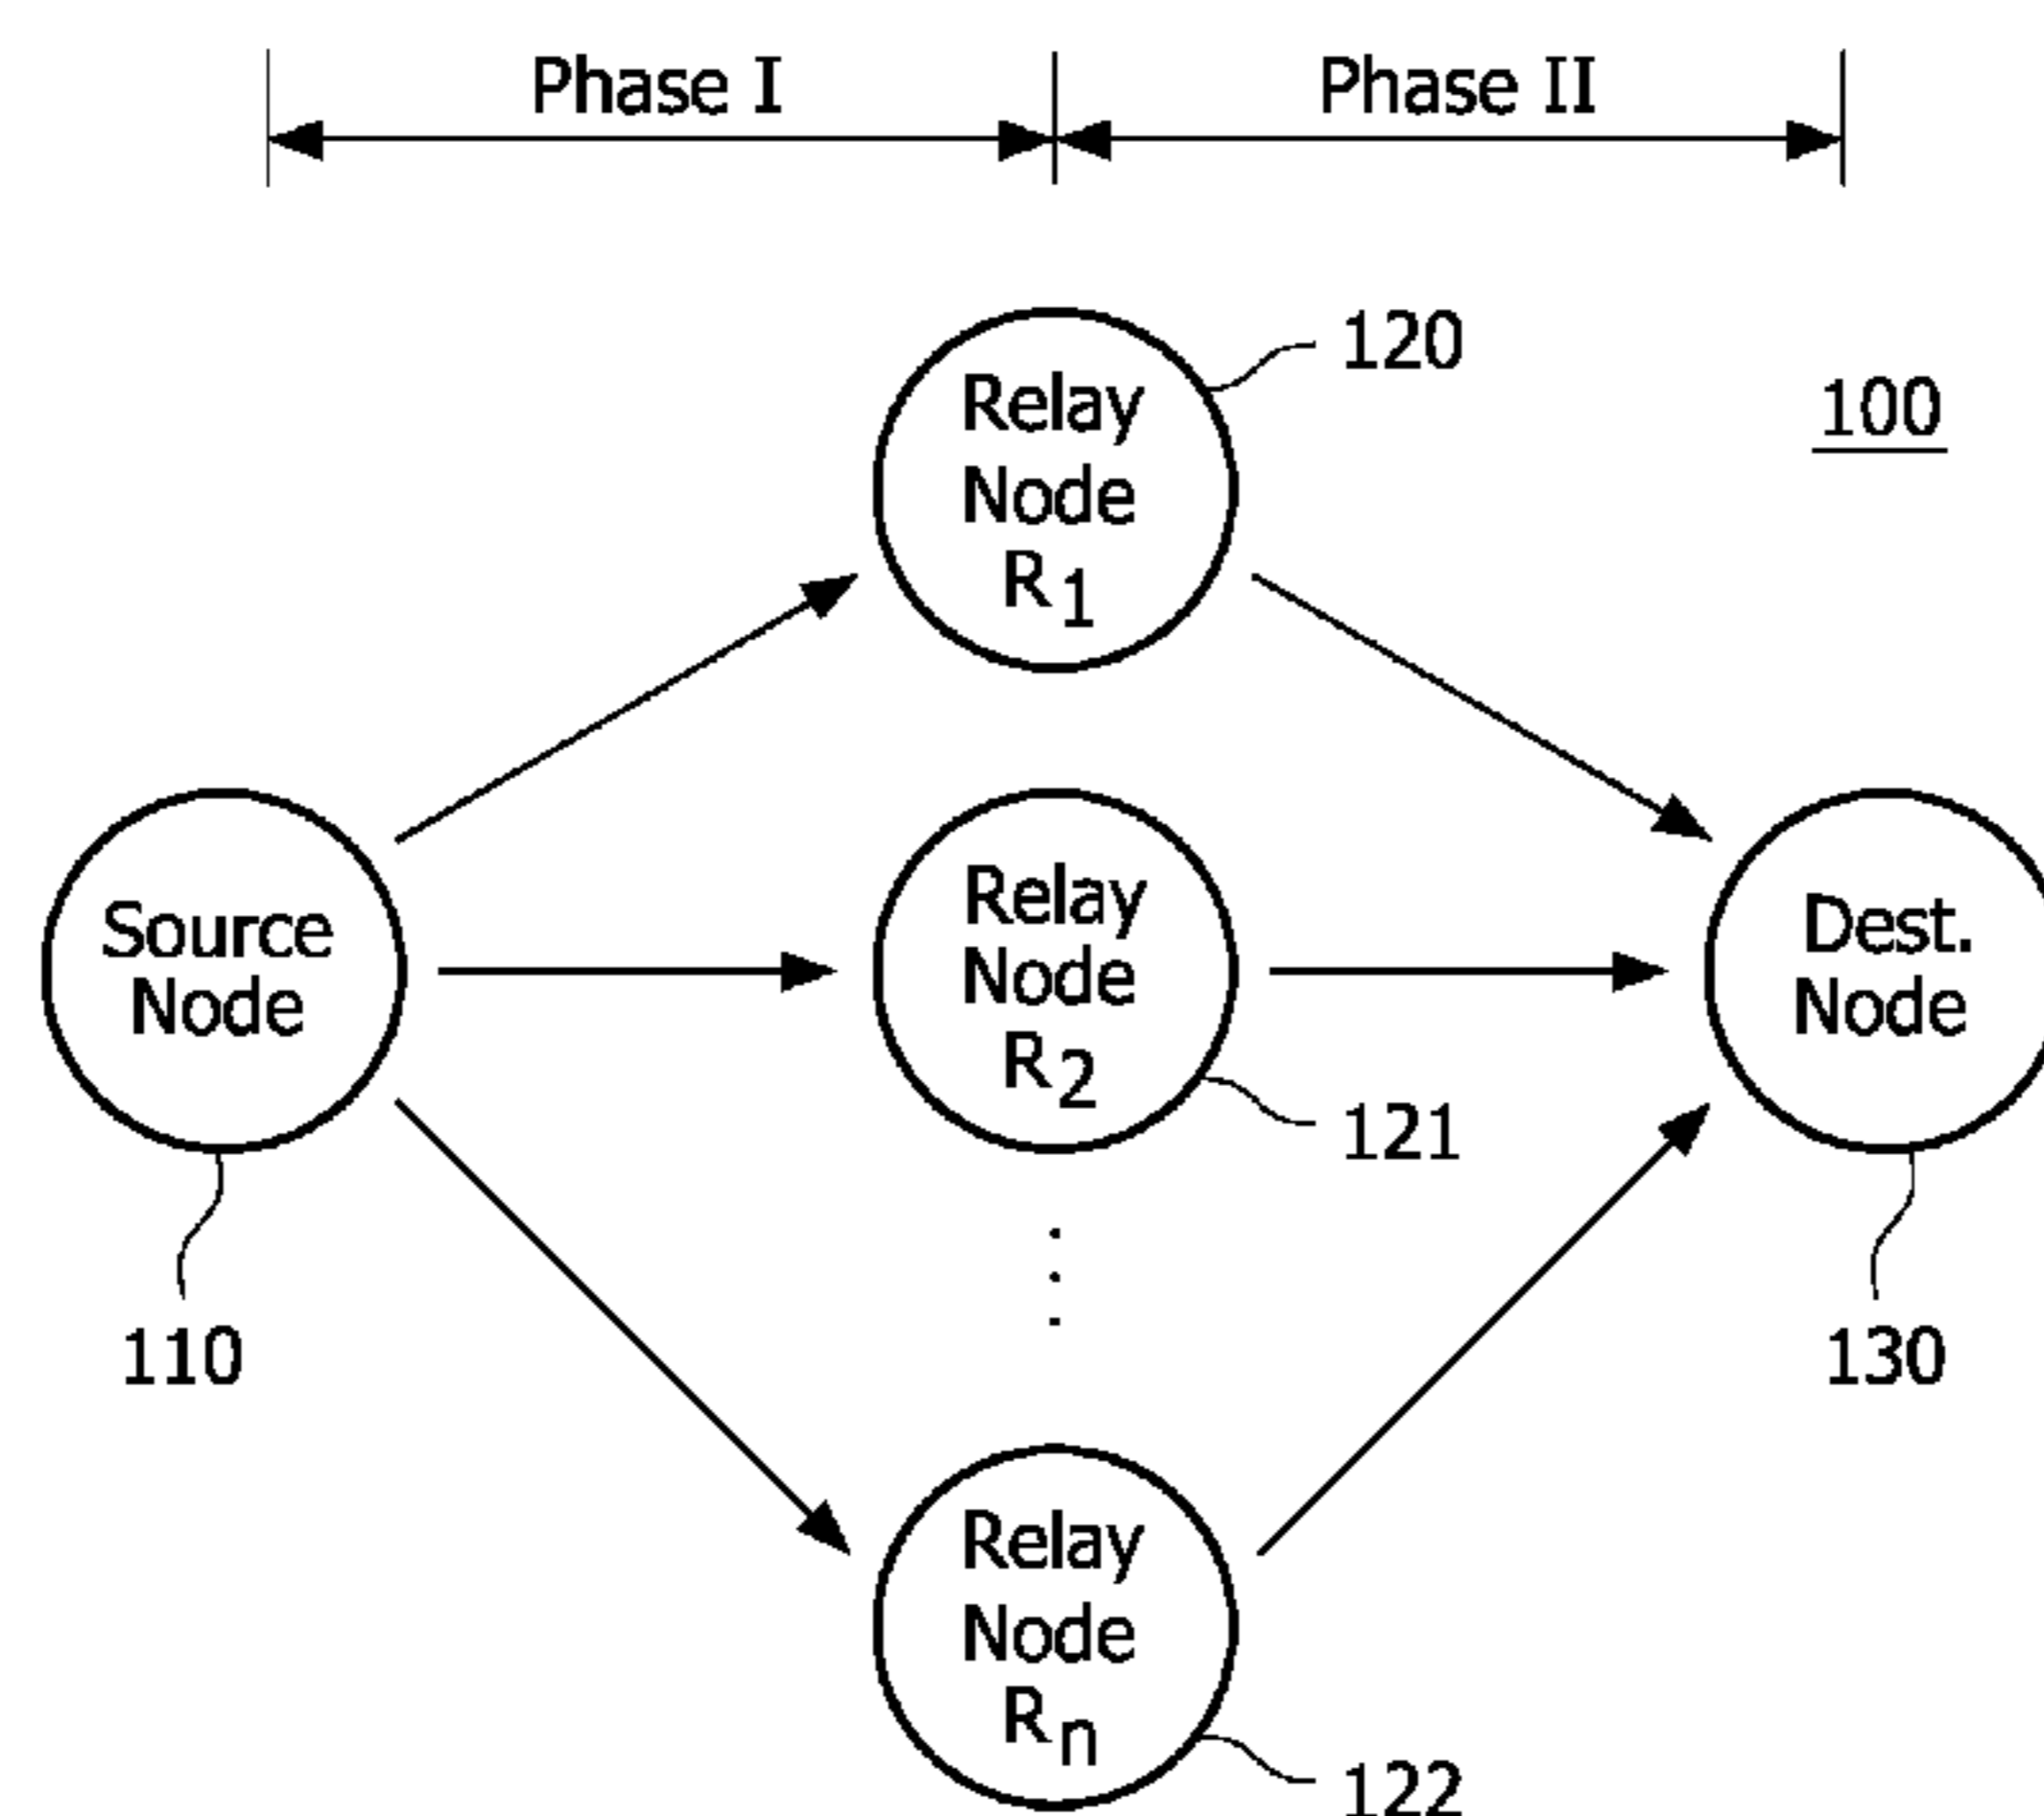 Phase I
Phase II
120
100
Relay
Node
R1
Source
Node
Relay
Node
R2
Dest.
Node
121
110
130
Relay
Node
Rn
122